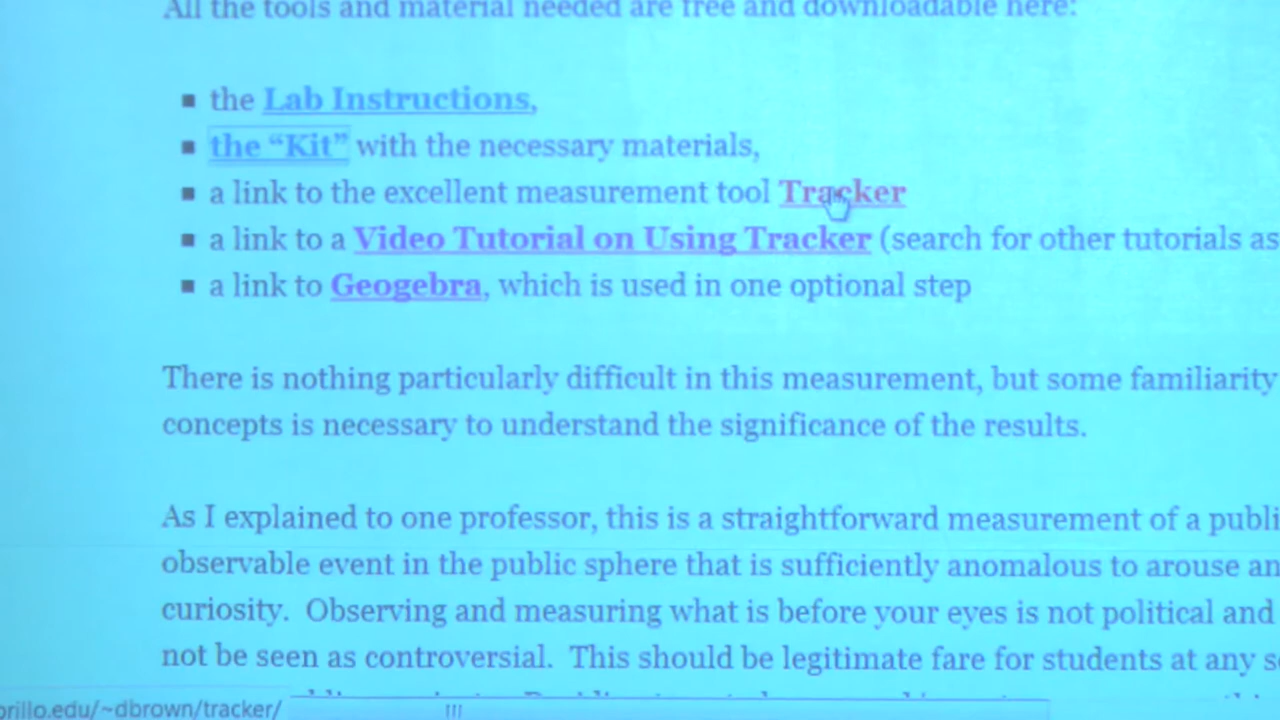 All the tools and material needed are free and downloadable here:
the Lab Instructions,
the “Kit” with the necessary materials,
a link to the excellent measurement tool Tracker
a link to a Video Tutorial on Using Tracker (search for other tutorials as
a link to Geogebra, which is used in one optional step
There is nothing particularly difficult in this measurement, but some familiarity
concepts is necessary to understand the significance of the results.
As I explained to one professor, this is a straightforward measurement of a publi
observable event in the public sphere that is sufficiently anomalous to arouse an
curiosity.  Observing and measuring what is before your eyes is not political and
not be seen as controversial.  This should be legitimate fare for students at any s
brillo.edu/~dbrown/tracker/